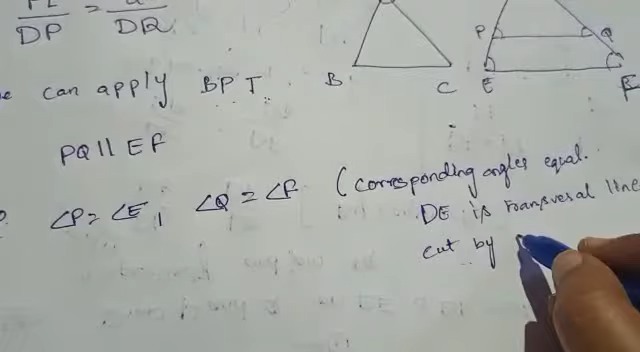 DP = DQ
B
C
P
Q
E
F
can apply BPT.
PQ || EF
∠P = ∠E, ∠Q = ∠F (corresponding angles equal.
DE is transversal line
cut by